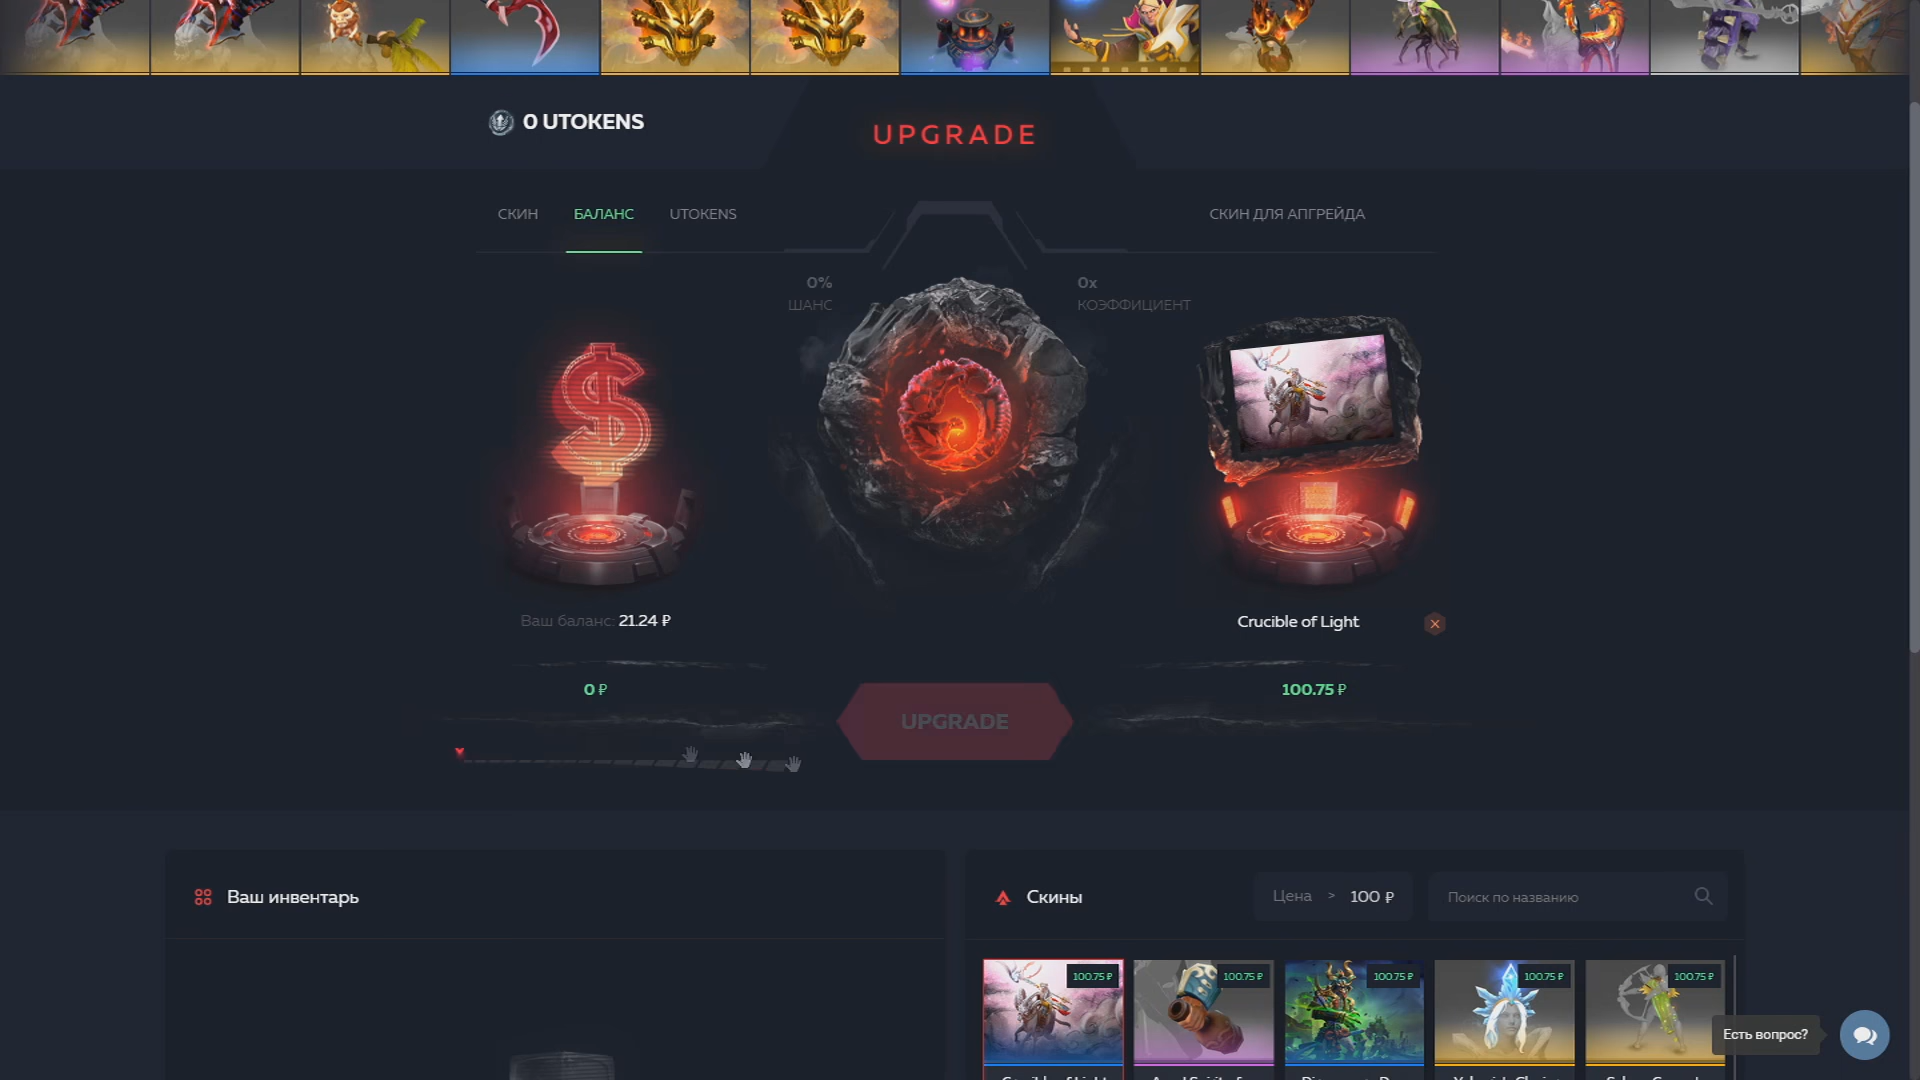 0 UTOKENS
UPGRADE
СКИН
БАЛАНС
UTOKENS
СКИН ДЛЯ АПГРЕЙДА
0%
ШАНС
0x
КОЭФФИЦИЕНТ
Ваш баланс: 21.24 ₽
Crucible of Light
0 ₽
100.75 ₽
UPGRADE
Ваш инвентарь
Скины
Цена > 100 ₽
Поиск по названию
100.75 ₽
100.75 ₽
100.75 ₽
100.75 ₽
100.75 ₽
Есть вопрос?